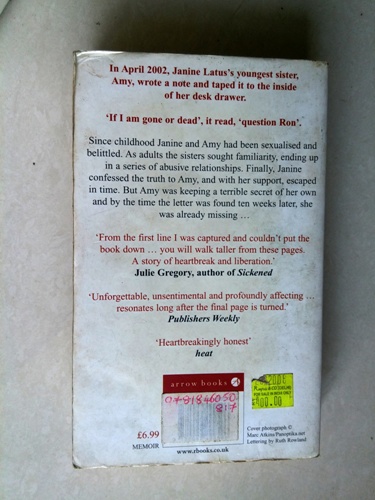 In April 2002, Janine Latus's youngest sister,
Amy, wrote a note and taped it to the inside
of her desk drawer.
'If I am gone or dead', it read, 'question Ron'.
Since childhood Janine and Amy had been sexualised and
belittled. As adults the sisters sought familiarity, ending up
in a series of abusive relationships. Finally, Janine
confessed the truth to Amy, and with her support, escaped
in time. But Amy was keeping a terrible secret of her own
and by the time the letter was found ten weeks later, she
was already missing ...
'From the first line I was captured and couldn't put the
book down ... you will walk taller from these pages.
A story of heartbreak and liberation.'
Julie Gregory, author of Sickened
'Unforgettable, unsentimental and profoundly affecting ...
resonates long after the final page is turned.'
Publishers Weekly
'Heartbreakingly honest'
heat
arrow books
£6.99
MEMOIR
www.rbooks.co.uk
Cover photograph ©
Marc Atkins/Panoptika.net
Lettering by Ruth Rowland